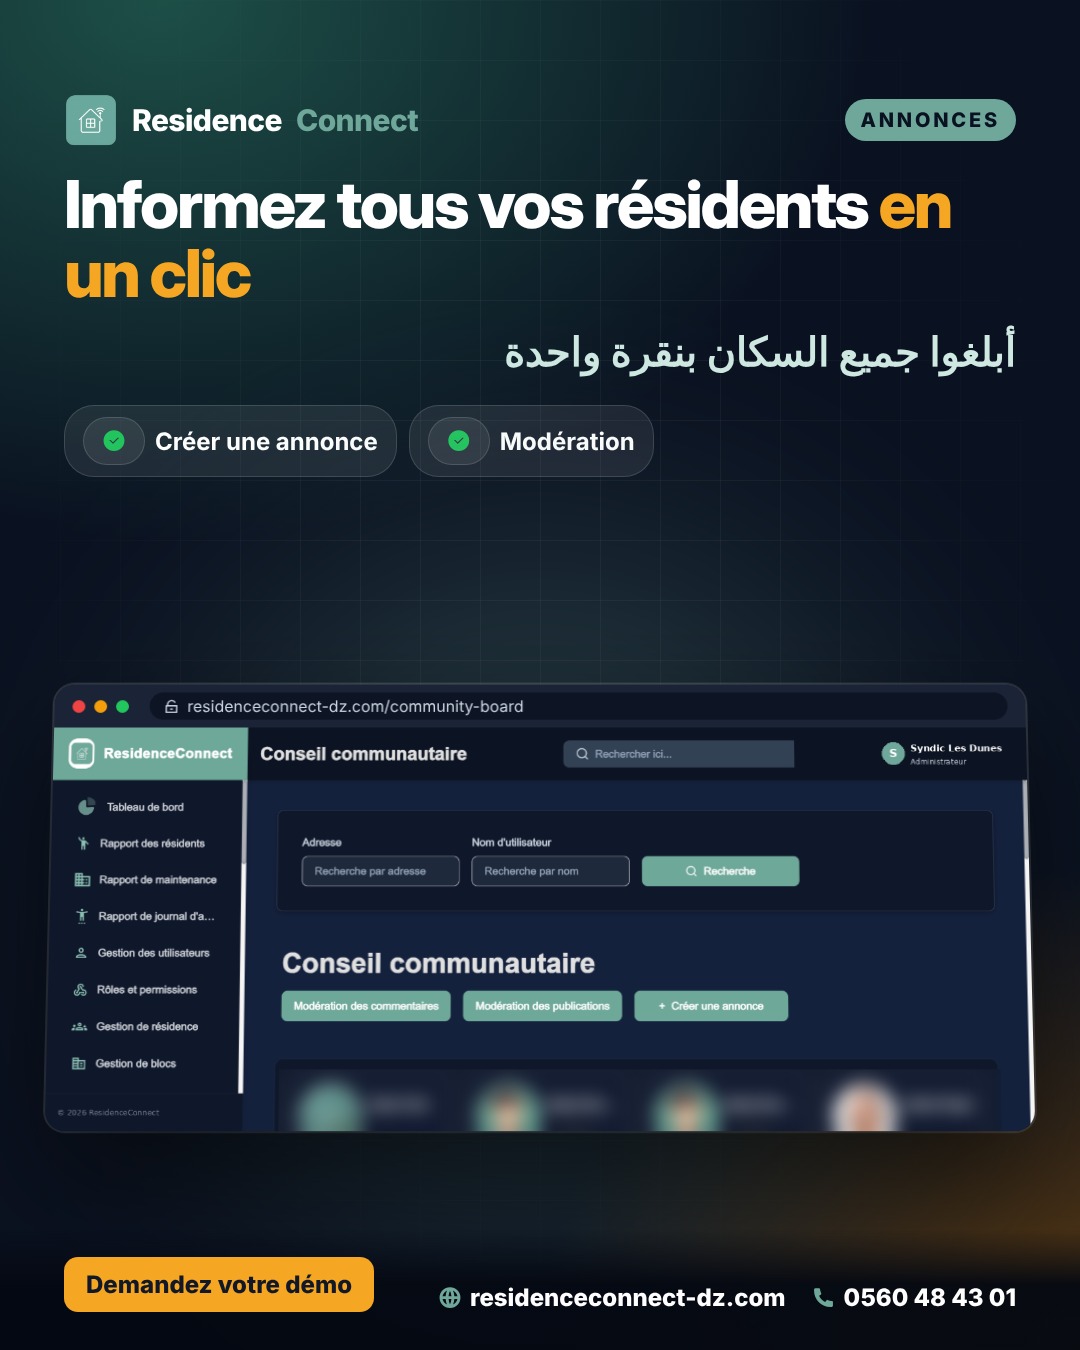 Residence Connect
ANNONCES
Informez tous vos résidents en
un clic
أبلغوا جميع السكان بنقرة واحدة
Créer une annonce
Modération
residenceconnect-dz.com/community-board
ResidenceConnect
Conseil communautaire
Rechercher ici...
S
Syndic Les Dunes
Administrateur
Tableau de bord
Rapport des résidents
Rapport de maintenance
Rapport de journal d'a...
Gestion des utilisateurs
Rôles et permissions
Gestion de résidence
Gestion de blocs
© 2026 ResidenceConnect
Adresse
Nom d'utilisateur
Recherche par adresse
Recherche par nom
Recherche
Conseil communautaire
Modération des commentaires
Modération des publications
+ Créer une annonce
Demandez votre démo
residenceconnect-dz.com
0560 48 43 01